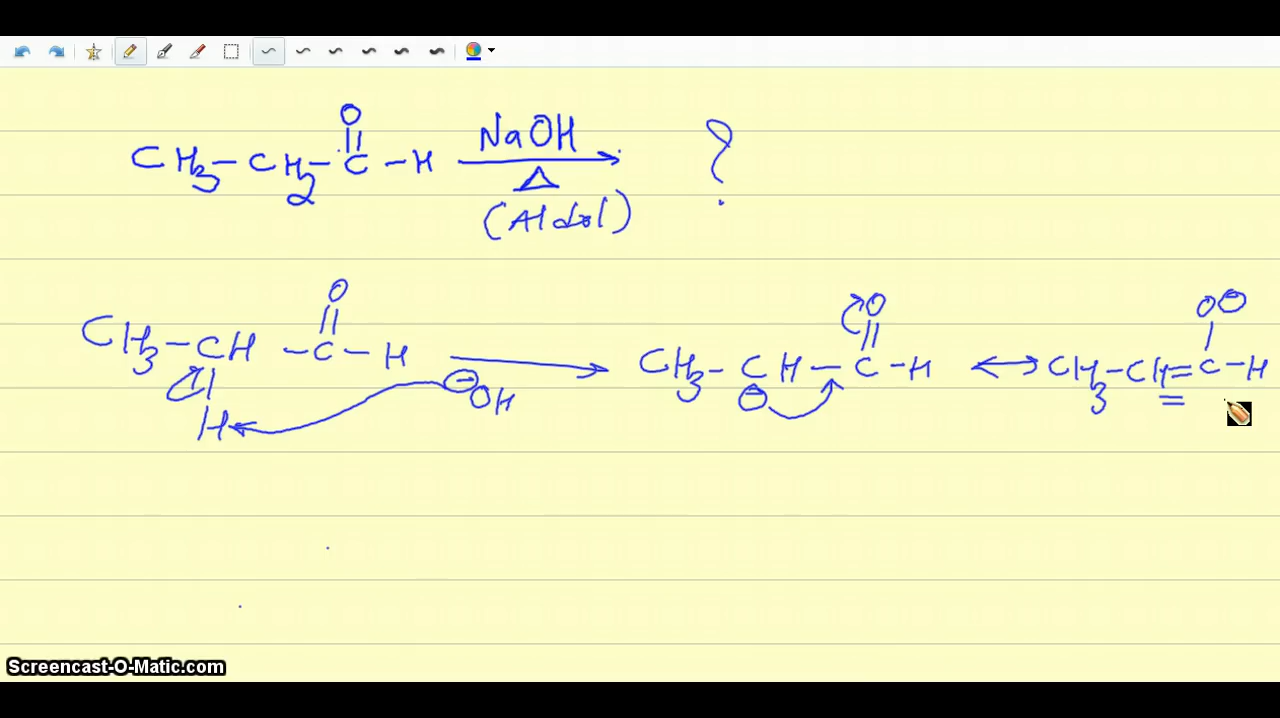 O
CH3-CH2-C-H NaOH ?
Δ
(Aldol)
O O O⊖
CH3-CH-C-H → CH3-CH-C-H ↔ CH3-CH=C-H
H ⊖OH ⊖
Screencast-O-Matic.com